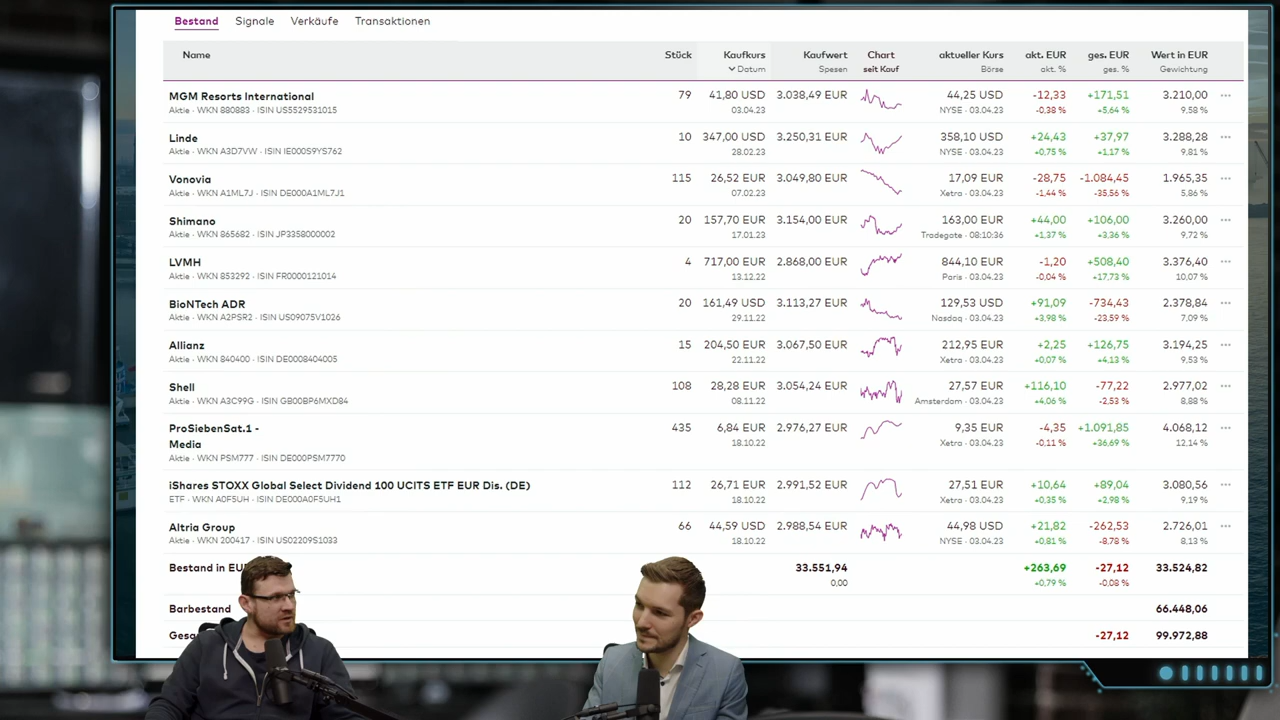 Bestand Signale Verkäufe Transaktionen
Name Stück Kaufkurs Kaufwert Chart aktueller Kurs akt. EUR ges. EUR Wert in EUR
Datum Spesen seit Kauf Börse akt. % ges. % Gewichtung
MGM Resorts International 79 41,80 USD 3.038,49 EUR 44,25 USD -12,33 +171,51 3.210,00
Aktie · WKN 880883 · ISIN US5529531015 03.04.23 NYSE · 03.04.23 -0,38 % +5,64 % 9,58 %
Linde 10 347,00 USD 3.250,31 EUR 358,10 USD +24,43 +37,97 3.288,28
Aktie · WKN A3D7VW · ISIN IE000S9YS762 28.02.23 NYSE · 03.04.23 +0,75 % +1,17 % 9,81 %
Vonovia 115 26,52 EUR 3.049,80 EUR 17,09 EUR -28,75 -1.084,45 1.965,35
Aktie · WKN A1ML7J · ISIN DE000A1ML7J1 07.02.23 Xetra · 03.04.23 -1,44 % -35,56 % 5,86 %
Shimano 20 157,70 EUR 3.154,00 EUR 163,00 EUR +44,00 +106,00 3.260,00
Aktie · WKN 865682 · ISIN JP3358000002 17.01.23 Tradegate · 08:10:36 +1,37 % +3,36 % 9,72 %
LVMH 4 717,00 EUR 2.868,00 EUR 844,10 EUR -1,20 +508,40 3.376,40
Aktie · WKN 853292 · ISIN FR0000121014 13.12.22 Paris · 03.04.23 -0,04 % +17,73 % 10,07 %
BioNTech ADR 20 161,49 USD 3.113,27 EUR 129,53 USD +91,09 -734,43 2.378,84
Aktie · WKN A2PSR2 · ISIN US09075V1026 29.11.22 Nasdaq · 03.04.23 +3,98 % -23,59 % 7,09 %
Allianz 15 204,50 EUR 3.067,50 EUR 212,95 EUR +2,25 +126,75 3.194,25
Aktie · WKN 840400 · ISIN DE0008404005 22.11.22 Xetra · 03.04.23 +0,07 % +4,13 % 9,53 %
Shell 108 28,28 EUR 3.054,24 EUR 27,57 EUR +116,10 -77,22 2.977,02
Aktie · WKN A3C99G · ISIN GB00BP6MXD84 08.11.22 Amsterdam · 03.04.23 +4,06 % -2,53 % 8,88 %
ProSiebenSat.1 - 435 6,84 EUR 2.976,27 EUR 9,35 EUR -4,35 +1.091,85 4.068,12
Media 18.10.22 Xetra · 03.04.23 -0,11 % +36,69 % 12,14 %
Aktie · WKN PSM777 · ISIN DE000PSM7770
iShares STOXX Global Select Dividend 100 UCITS ETF EUR Dis. (DE) 112 26,71 EUR 2.991,52 EUR 27,51 EUR +10,64 +89,04 3.080,56
ETF · WKN A0F5UH · ISIN DE000A0F5UH1 18.10.22 Xetra · 03.04.23 +0,35 % +2,98 % 9,19 %
Altria Group 66 44,59 USD 2.988,54 EUR 44,98 USD +21,82 -262,53 2.726,01
Aktie · WKN 200417 · ISIN US02209S1033 18.10.22 NYSE · 03.04.23 +0,81 % -8,78 % 8,13 %
Bestand in EU 33.551,94 +263,69 -27,12 33.524,82
0,00 +0,79 % -0,08 %
Barbestand 66.448,06
Gesa -27,12 99.972,88